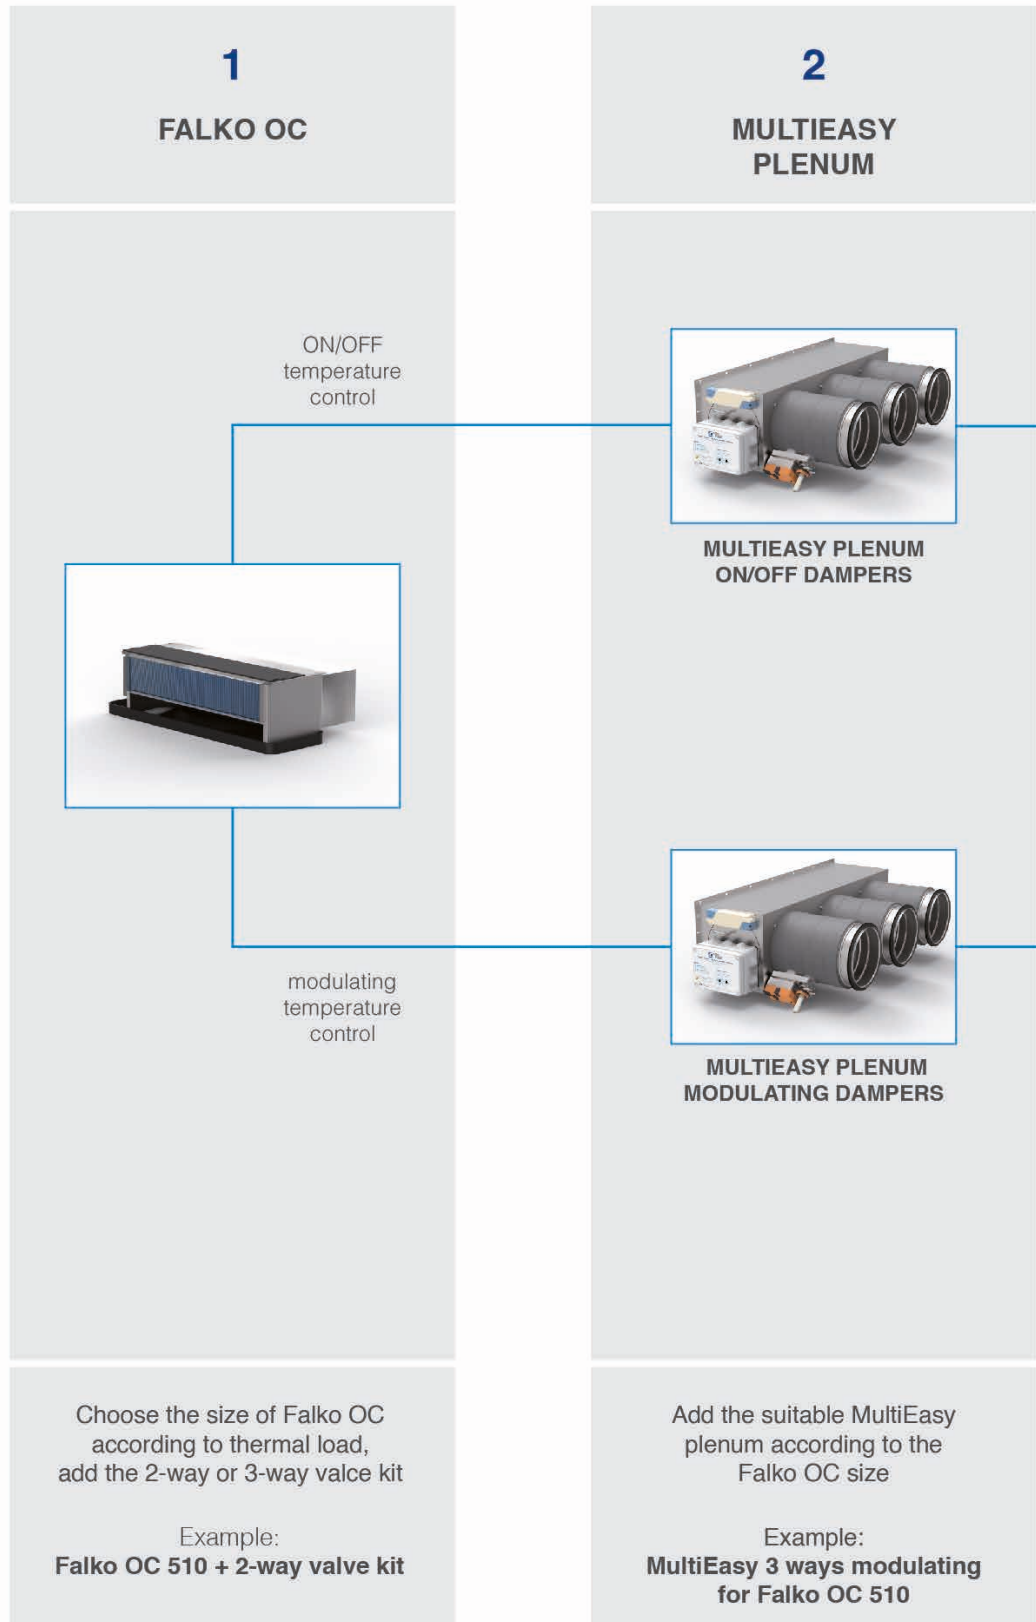 1
FALKO OC
2
MULTIEASY
PLENUM
ON/OFF
temperature
control
MULTIEASY PLENUM
ON/OFF DAMPERS
modulating
temperature
control
MULTIEASY PLENUM
MODULATING DAMPERS
Choose the size of Falko OC
according to thermal load,
add the 2-way or 3-way valce kit
Example:
Falko OC 510 + 2-way valve kit
Add the suitable MultiEasy
plenum according to the
Falko OC size
Example:
MultiEasy 3 ways modulating
for Falko OC 510